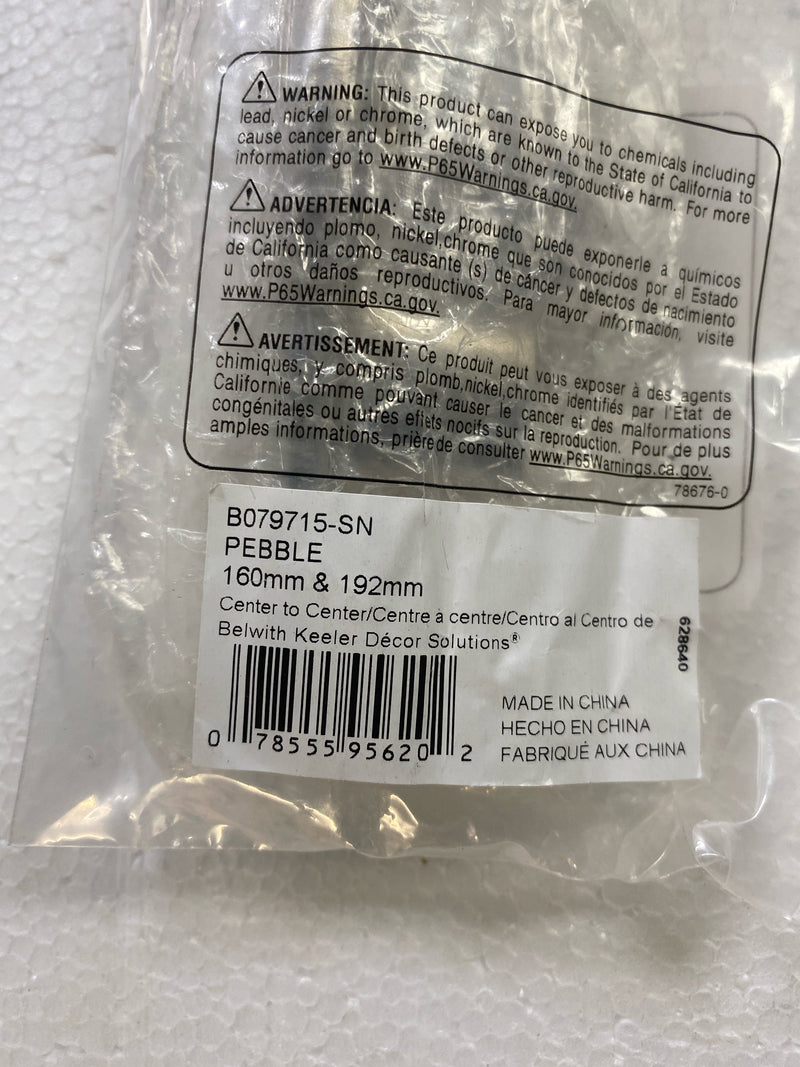 WARNING: This product can expose you to chemicals including
lead, nickel or chrome, which are known to the State of California to
cause cancer and birth defects or other reproductive harm. For more
information go to www.P65Warnings.ca.gov.
ADVERTENCIA: Este producto puede exponerle a químicos
incluyendo plomo, nickel,chrome que son conocidos por el Estado
de California como causante (s) de cáncer y defectos de nacimiento
u otros daños reproductivos. Para mayor información, visite
www.P65Warnings.ca.gov.
AVERTISSEMENT: Ce produit peut vous exposer à des agents
chimiques, y compris plomb,nickel,chrome identifiés par l'État de
Californie comme pouvant causer le cancer et des malformations
congénitales ou autres effets nocifs sur la reproduction. Pour de plus
amples informations, prière de consulter www.P65Warnings.ca.gov.
78676-0
B079715-SN
PEBBLE
160mm & 192mm
Center to Center/Centre à centre/Centro al Centro de
Belwith Keeler Décor Solutions®
628640
0 78555 95620 2
MADE IN CHINA
HECHO EN CHINA
FABRIQUÉ AUX CHINA